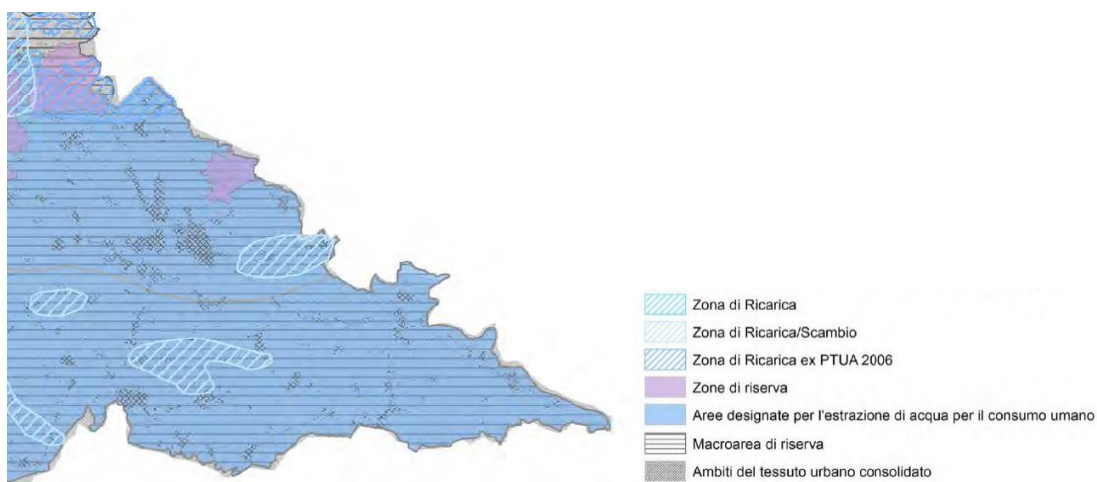 Zona di Ricarica
Zona di Ricarica/Scambio
Zona di Ricarica ex PTUA 2006
Zone di riserva
Aree designate per l'estrazione di acqua per il consumo umano
Macroarea di riserva
Ambiti del tessuto urbano consolidato